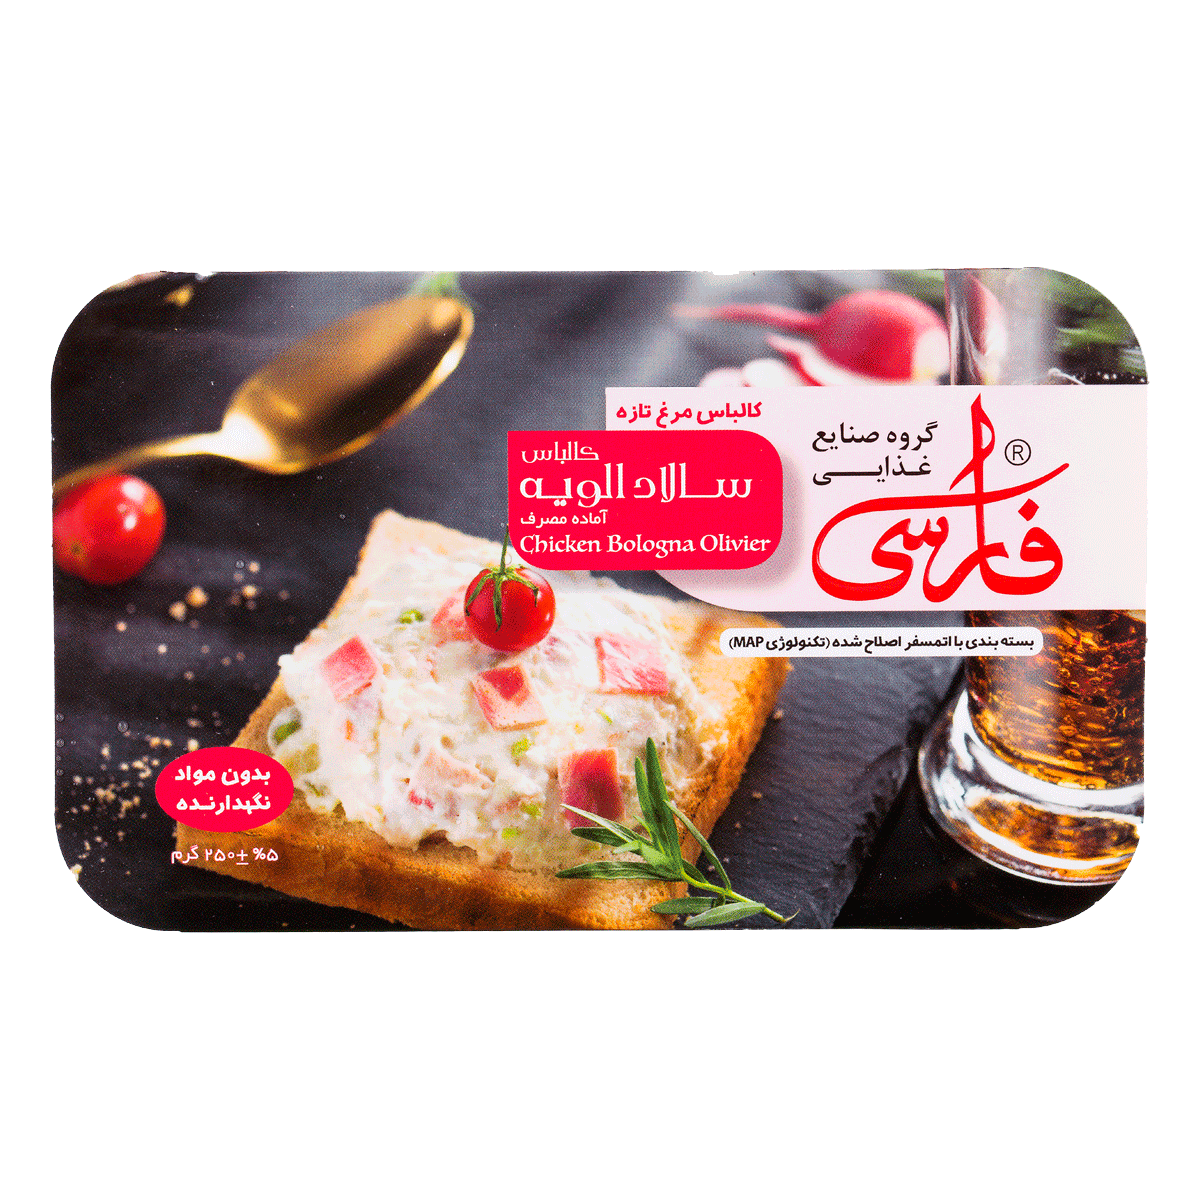 گروه صنایع
غذایی
®
فارسی
کالباس مرغ تازه
کالباس
سالاد الویه
آماده مصرف
Chicken Bologna Olivier
بسته بندی با اتمسفر اصلاح شده (تکنولوژی MAP)
بدون مواد
نگهدارنده
۲۵۰± %۵ گرم